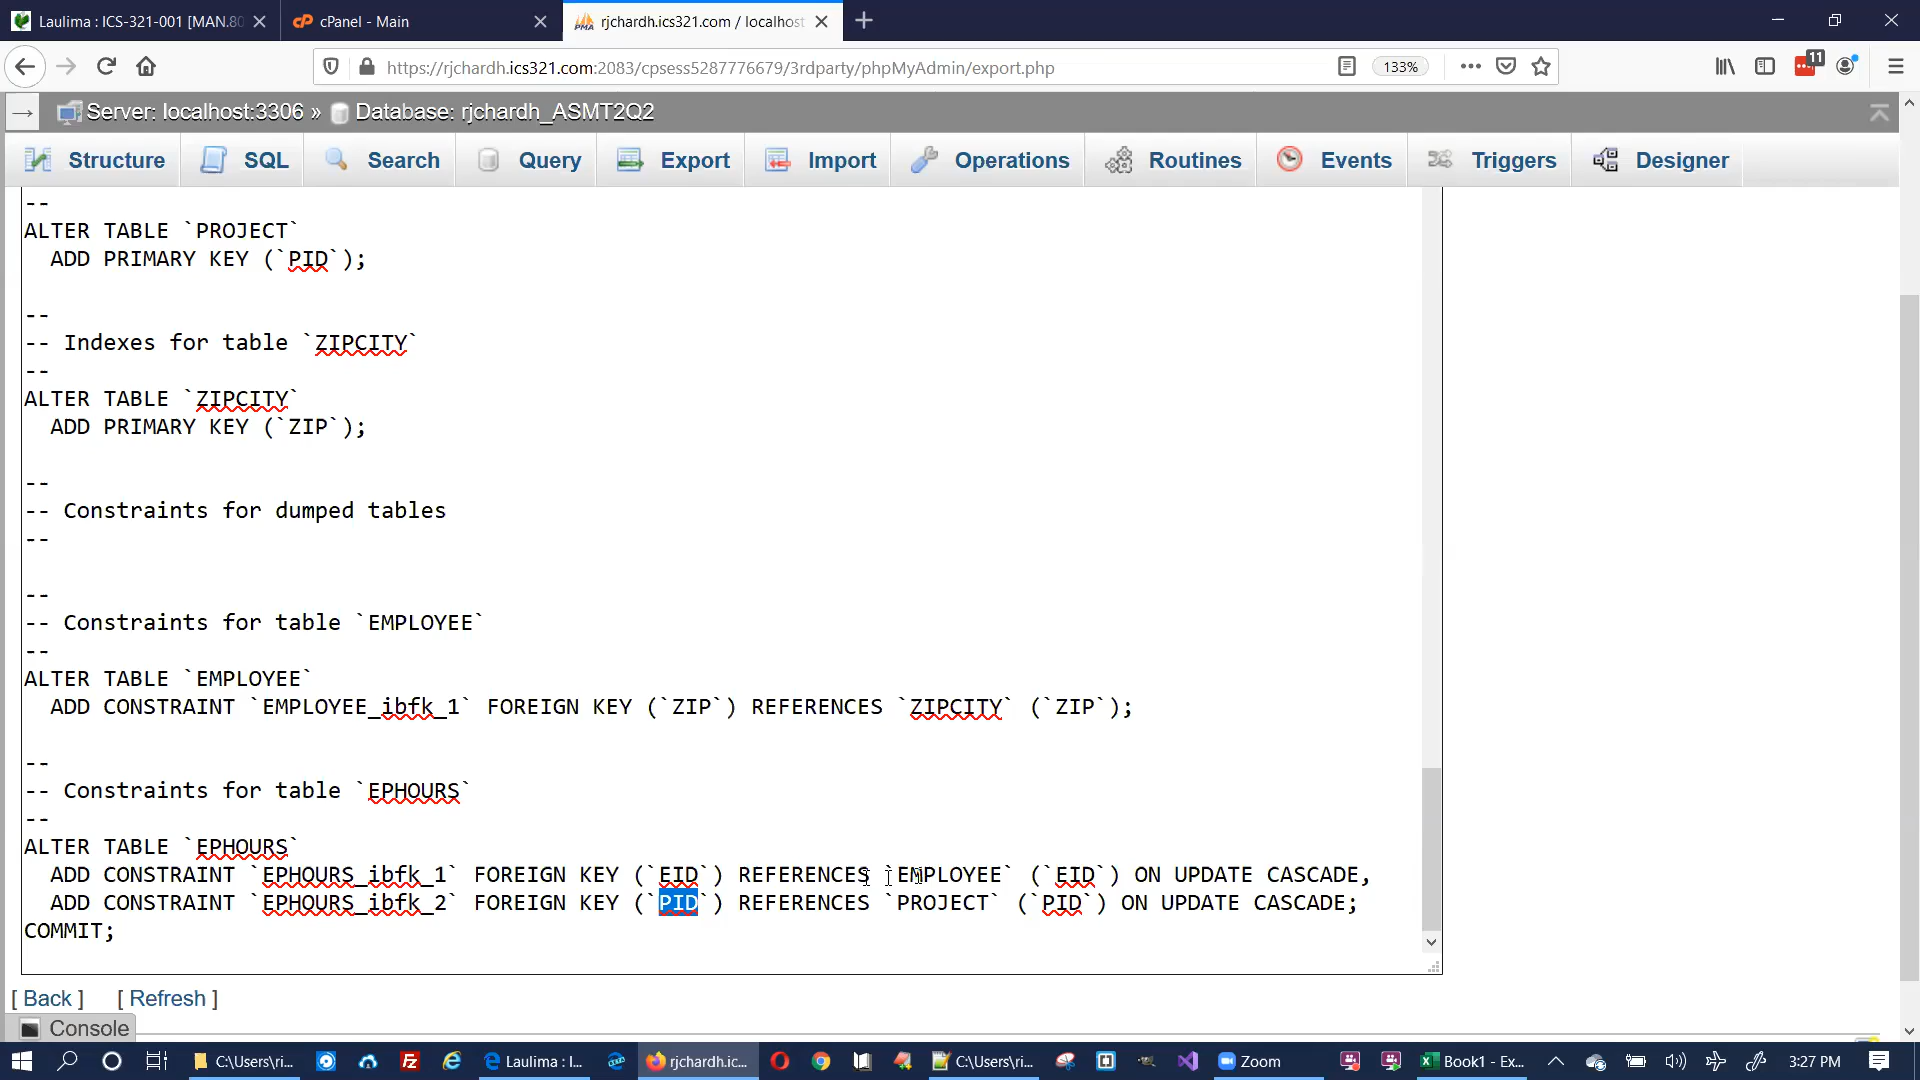 Laulima : ICS-321-001 [MAN.80
cPanel - Main
rjchardh.ics321.com / localhost
https://rjchardh.ics321.com:2083/cpsess5287776679/3rdparty/phpMyAdmin/export.php
133%
11
Server: localhost:3306 » Database: rjchardh_ASMT2Q2
Structure SQL Search Query Export Import Operations Routines Events Triggers Designer
--
ALTER TABLE `PROJECT`
ADD PRIMARY KEY (`PID`);
--
-- Indexes for table `ZIPCITY`
--
ALTER TABLE `ZIPCITY`
ADD PRIMARY KEY (`ZIP`);
--
-- Constraints for dumped tables
--
--
-- Constraints for table `EMPLOYEE`
--
ALTER TABLE `EMPLOYEE`
ADD CONSTRAINT `EMPLOYEE_ibfk_1` FOREIGN KEY (`ZIP`) REFERENCES `ZIPCITY` (`ZIP`);
--
-- Constraints for table `EPHOURS`
--
ALTER TABLE `EPHOURS`
ADD CONSTRAINT `EPHOURS_ibfk_1` FOREIGN KEY (`EID`) REFERENCES `EMPLOYEE` (`EID`) ON UPDATE CASCADE,
ADD CONSTRAINT `EPHOURS_ibfk_2` FOREIGN KEY (`PID`) REFERENCES `PROJECT` (`PID`) ON UPDATE CASCADE;
COMMIT;
[ Back ] [ Refresh ]
Console
C:\Users\ri... Laulima : I... rjchardh.ic... C:\Users\ri... Zoom Book1 - Ex... 3:27 PM